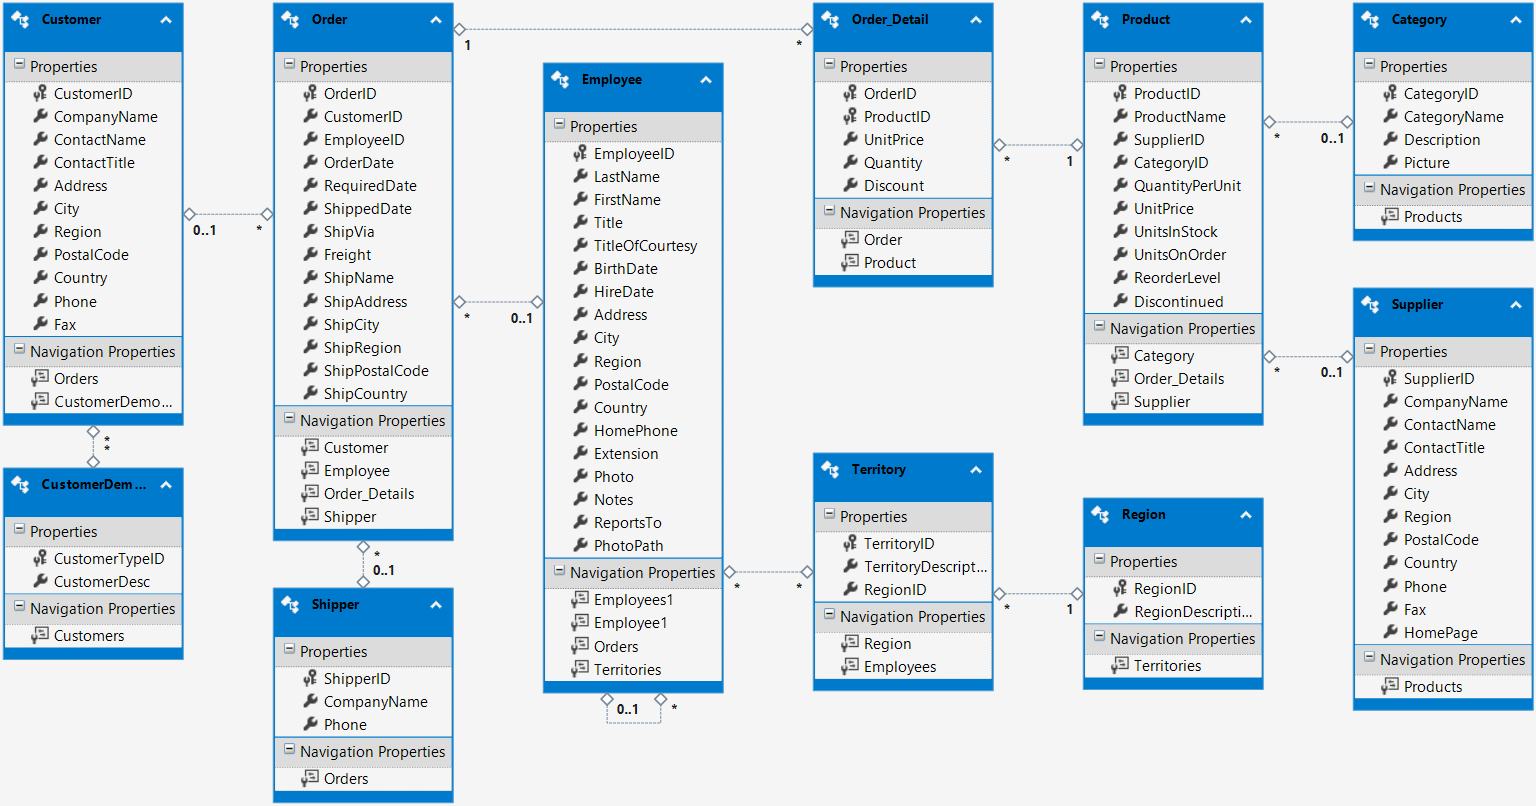 Customer
Properties
CustomerID
CompanyName
ContactName
ContactTitle
Address
City
Region
PostalCode
Country
Phone
Fax
Navigation Properties
Orders
CustomerDemo...
0..1
*
*
*
CustomerDem...
Properties
CustomerTypeID
CustomerDesc
Navigation Properties
Customers
Order
Properties
OrderID
CustomerID
EmployeeID
OrderDate
RequiredDate
ShippedDate
ShipVia
Freight
ShipName
ShipAddress
ShipCity
ShipRegion
ShipPostalCode
ShipCountry
Navigation Properties
Customer
Employee
Order_Details
Shipper
1
*
*
0..1
*
0..1
Shipper
Properties
ShipperID
CompanyName
Phone
Navigation Properties
Orders
Employee
Properties
EmployeeID
LastName
FirstName
Title
TitleOfCourtesy
BirthDate
HireDate
Address
City
Region
PostalCode
Country
HomePhone
Extension
Photo
Notes
ReportsTo
PhotoPath
Navigation Properties
Employees1
Employee1
Orders
Territories
0..1
*
*
*
Order_Detail
Properties
OrderID
ProductID
UnitPrice
Quantity
Discount
Navigation Properties
Order
Product
*
1
Territory
Properties
TerritoryID
TerritoryDescript...
RegionID
Navigation Properties
Region
Employees
*
1
Product
Properties
ProductID
ProductName
SupplierID
CategoryID
QuantityPerUnit
UnitPrice
UnitsInStock
UnitsOnOrder
ReorderLevel
Discontinued
Navigation Properties
Category
Order_Details
Supplier
*
0..1
*
0..1
Region
Properties
RegionID
RegionDescripti...
Navigation Properties
Territories
Category
Properties
CategoryID
CategoryName
Description
Picture
Navigation Properties
Products
Supplier
Properties
SupplierID
CompanyName
ContactName
ContactTitle
Address
City
Region
PostalCode
Country
Phone
Fax
HomePage
Navigation Properties
Products